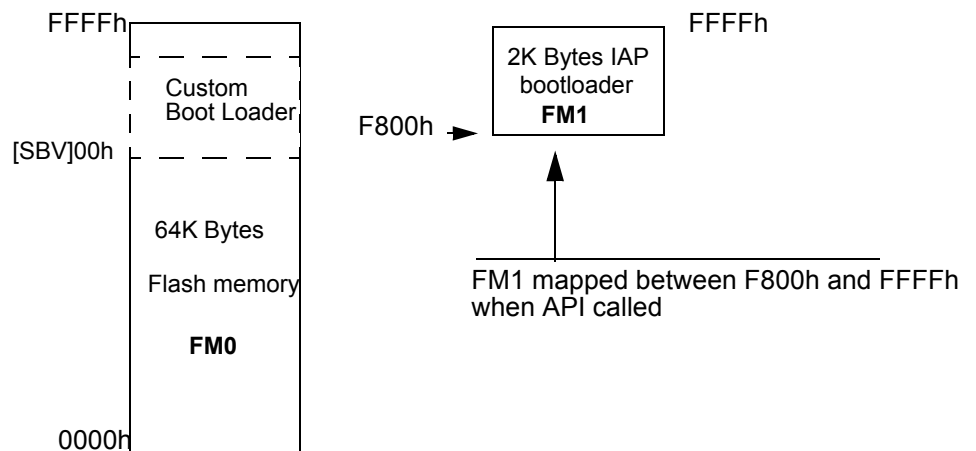 FFFFh
Custom
Boot Loader
[SBV]00h
64K Bytes
Flash memory
FM0
0000h
FFFFh
2K Bytes IAP
bootloader
FM1
F800h
FM1 mapped between F800h and FFFFh
when API called